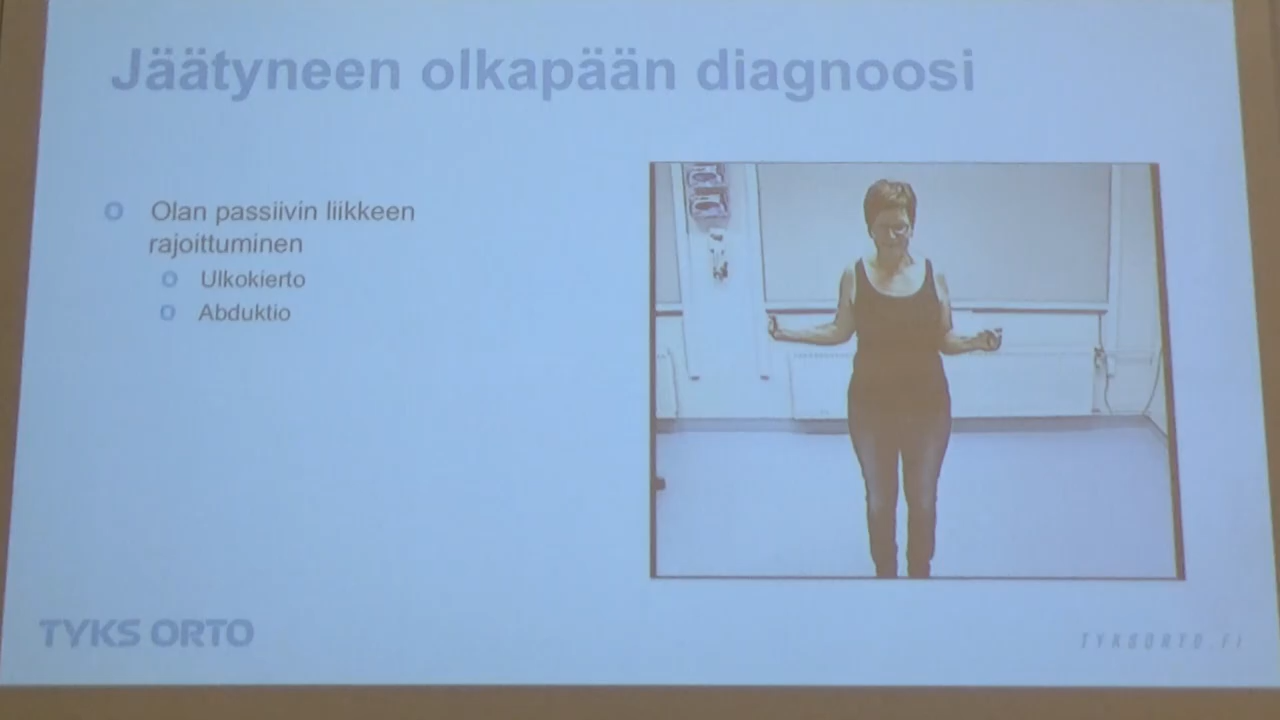 Jäätyneen olkapään diagnoosi
o Olan passiivin liikkeen
rajoittuminen
o Ulkokierto
o Abduktio
TYKS ORTO
TYKSORTO.FI